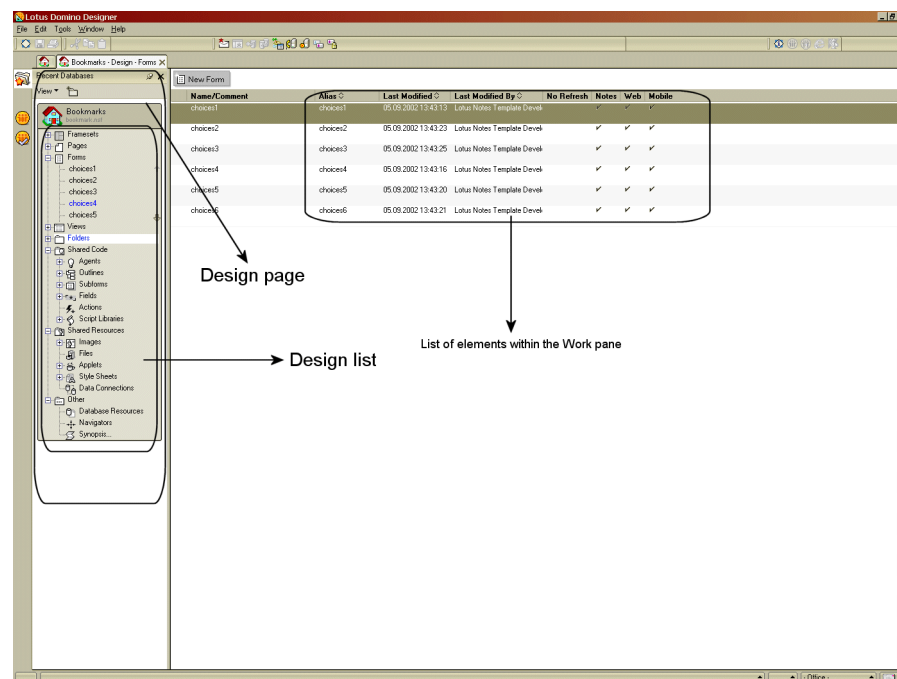 Lotus Domino Designer
File Edit Tools Window Help
Bookmarks - Design - Forms
Recent Databases
View
Bookmarks
bookmark.nsf
Framesets
Pages
Forms
choices1
choices2
choices3
choices4
choices5
Views
Folders
Shared Code
Agents
Outlines
Subforms
Fields
Actions
Script Libraries
Shared Resources
Images
Files
Applets
Style Sheets
Data Connections
Other
Database Resources
Navigators
Synopsis...
New Form
Name/Comment Alias Last Modified Last Modified By No Refresh Notes Web Mobile
choices1 choices1 05.09.2002 13:43:13 Lotus Notes Template Devel
choices2 choices2 05.09.2002 13:43:23 Lotus Notes Template Devel
choices3 choices3 05.09.2002 13:43:25 Lotus Notes Template Devel
choices4 choices4 05.09.2002 13:43:16 Lotus Notes Template Devel
choices5 choices5 05.09.2002 13:43:20 Lotus Notes Template Devel
choices6 choices6 05.09.2002 13:43:21 Lotus Notes Template Devel
Design page
List of elements within the Work pane
Design list
Office